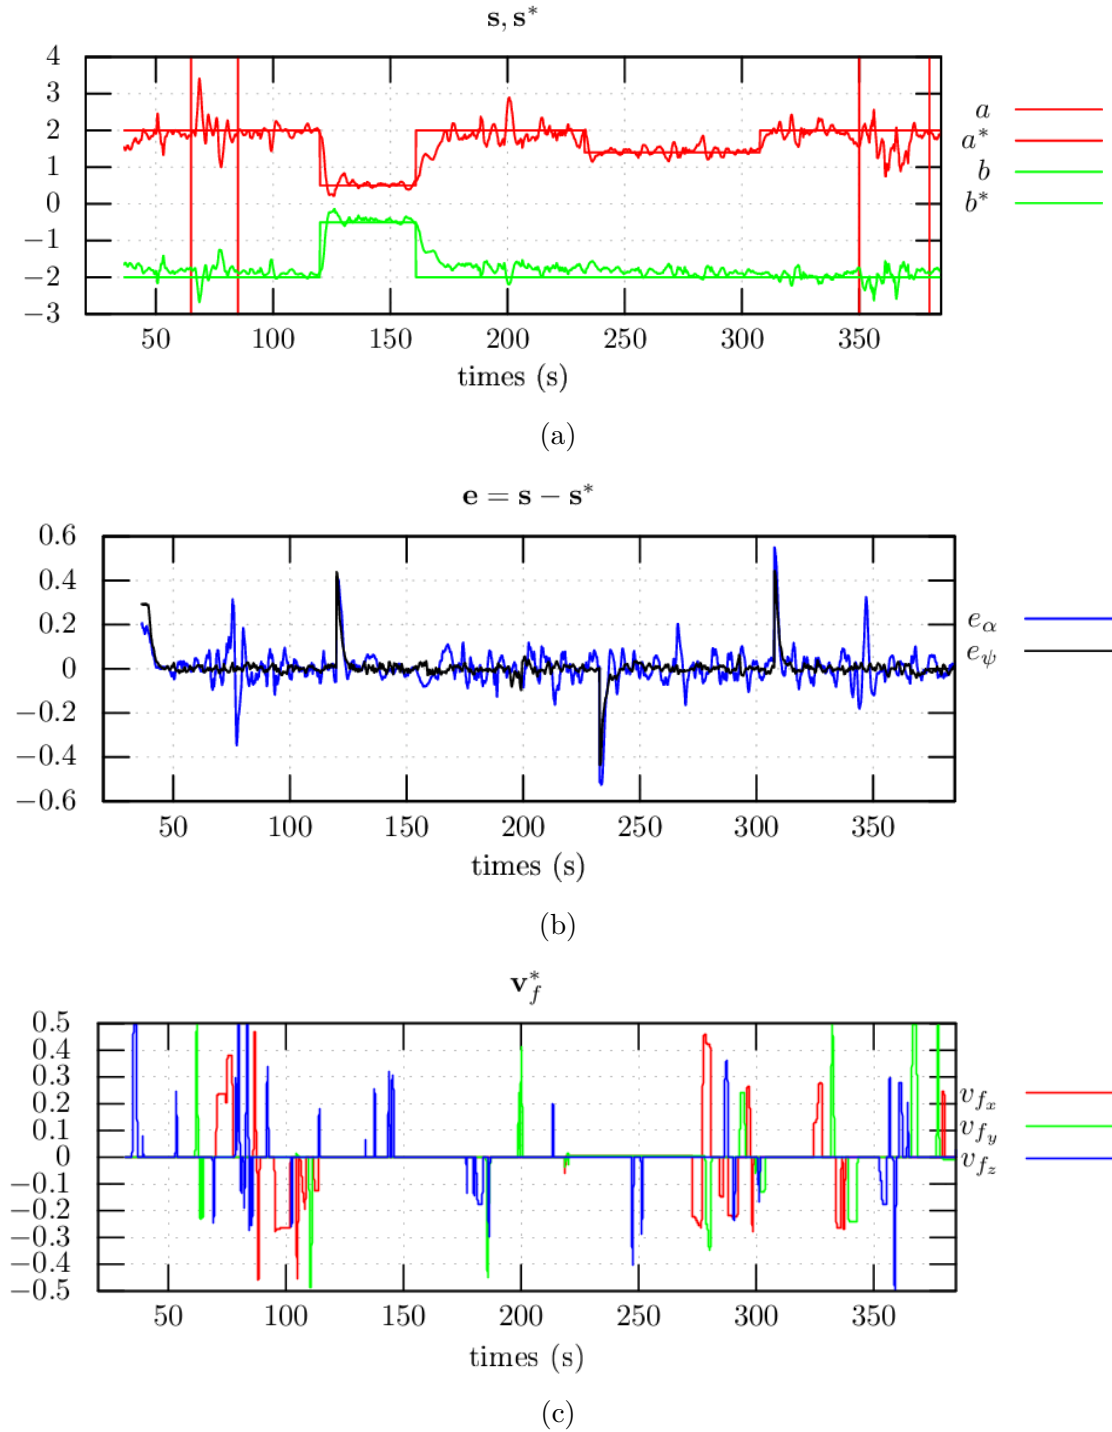 s, s*
4
3
2
1
0
−1
−2
−3
50 100 150 200 250 300 350
times (s)
a
a*
b
b*
(a)
e = s − s*
0.6
0.4
0.2
0
−0.2
−0.4
−0.6
50 100 150 200 250 300 350
times (s)
eα
eψ
(b)
v*f
0.5
0.4
0.3
0.2
0.1
0
−0.1
−0.2
−0.3
−0.4
−0.5
50 100 150 200 250 300 350
times (s)
vfx
vfy
vfz
(c)